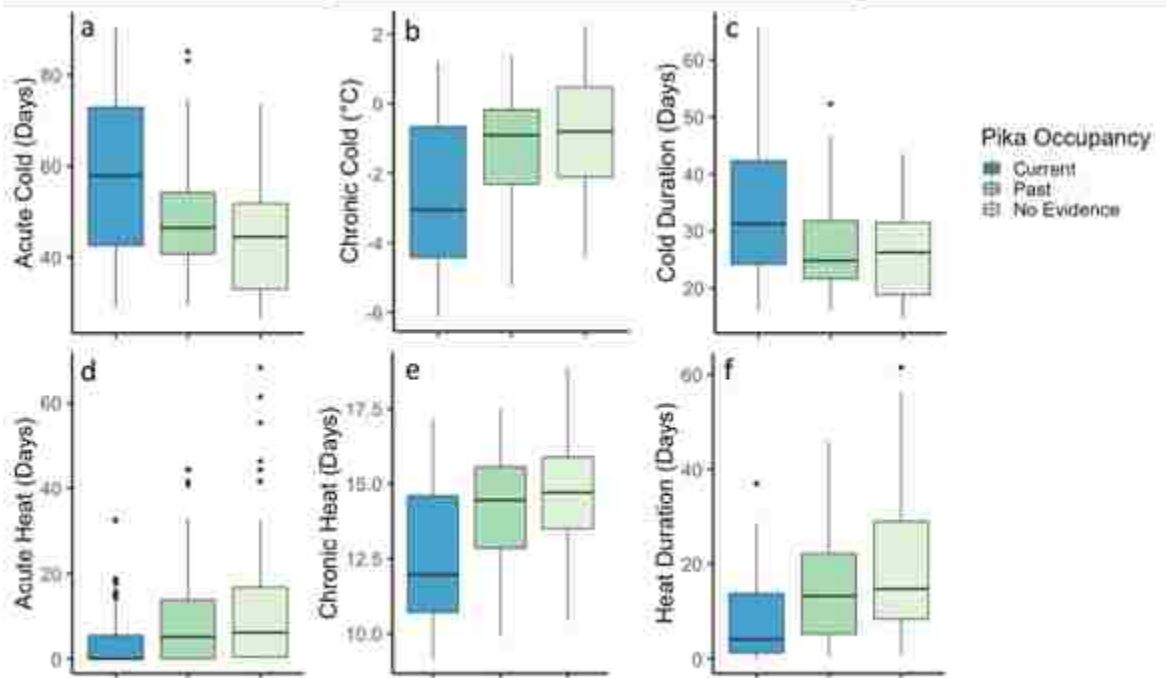 a
Acute Cold (Days)
80
60
40
b
Chronic Cold (°C)
2
0
-2
-4
-6
c
Cold Duration (Days)
60
50
40
30
20
Pika Occupancy
Current
Past
No Evidence
d
Acute Heat (Days)
60
40
20
0
e
Chronic Heat (Days)
17.5
15.0
12.5
10.0
f
Heat Duration (Days)
60
40
20
0